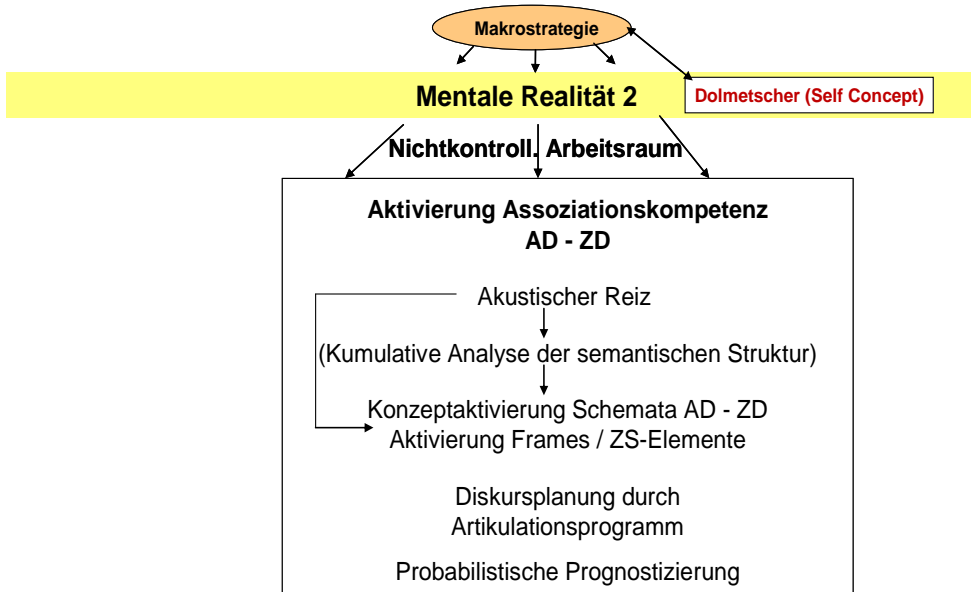 Makrostrategie
Mentale Realität 2
Dolmetscher (Self Concept)
Nichtkontroll. Arbeitsraum
Aktivierung Assoziationskompetenz
AD - ZD
Akustischer Reiz
(Kumulative Analyse der semantischen Struktur)
Konzeptaktivierung Schemata AD - ZD
Aktivierung Frames / ZS-Elemente
Diskursplanung durch
Artikulationsprogramm
Probabilistische Prognostizierung